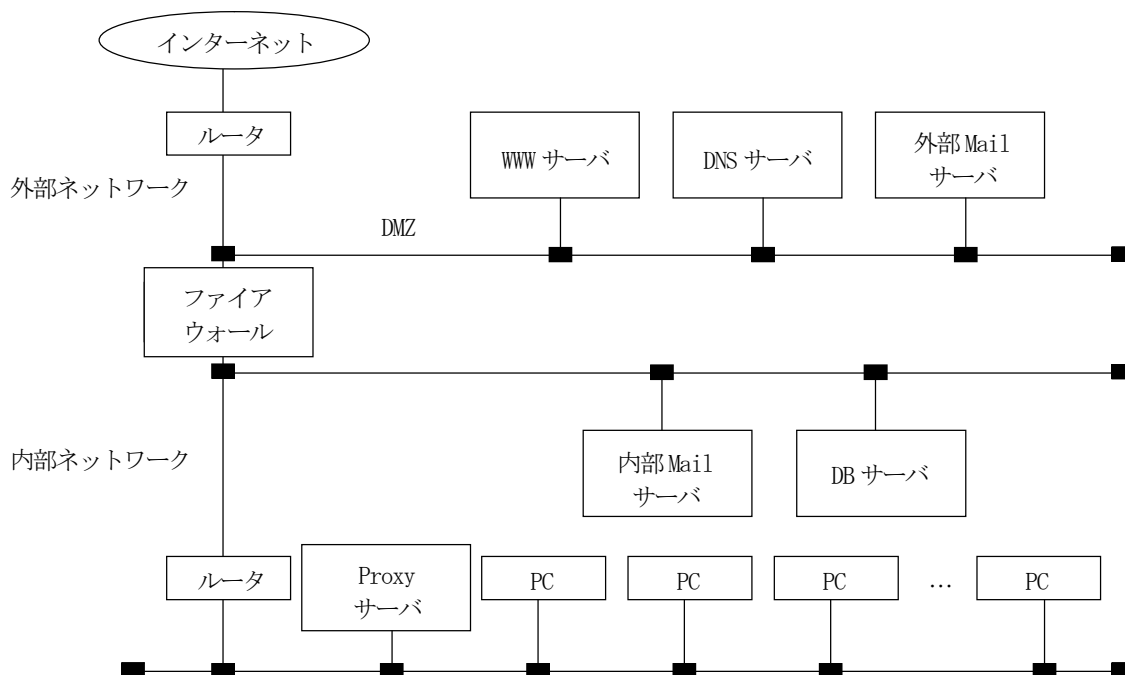 インターネット
ルータ
WWW サーバ
DNS サーバ
外部 Mail
サーバ
外部ネットワーク
DMZ
ファイア
ウォール
内部ネットワーク
内部 Mail
サーバ
DB サーバ
ルータ
Proxy
サーバ
PC
PC
PC
…
PC